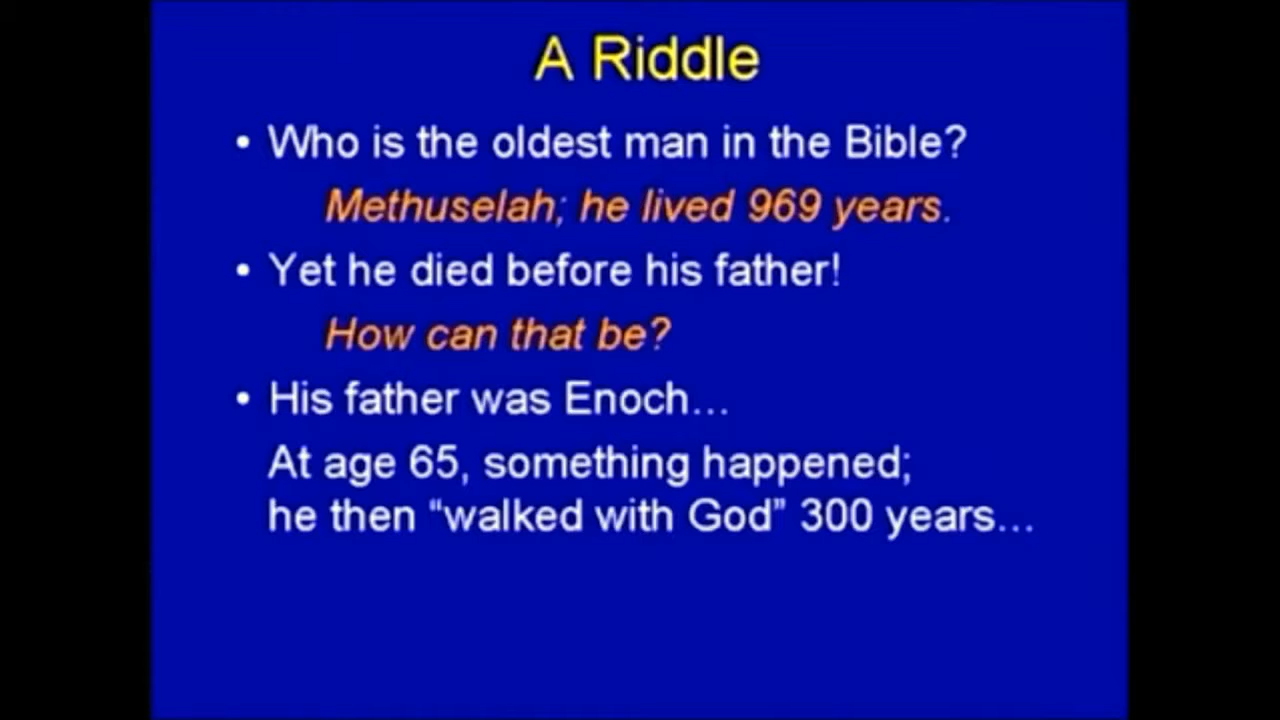 A Riddle
• Who is the oldest man in the Bible?
Methuselah; he lived 969 years.
• Yet he died before his father!
How can that be?
• His father was Enoch...
At age 65, something happened;
he then “walked with God” 300 years...